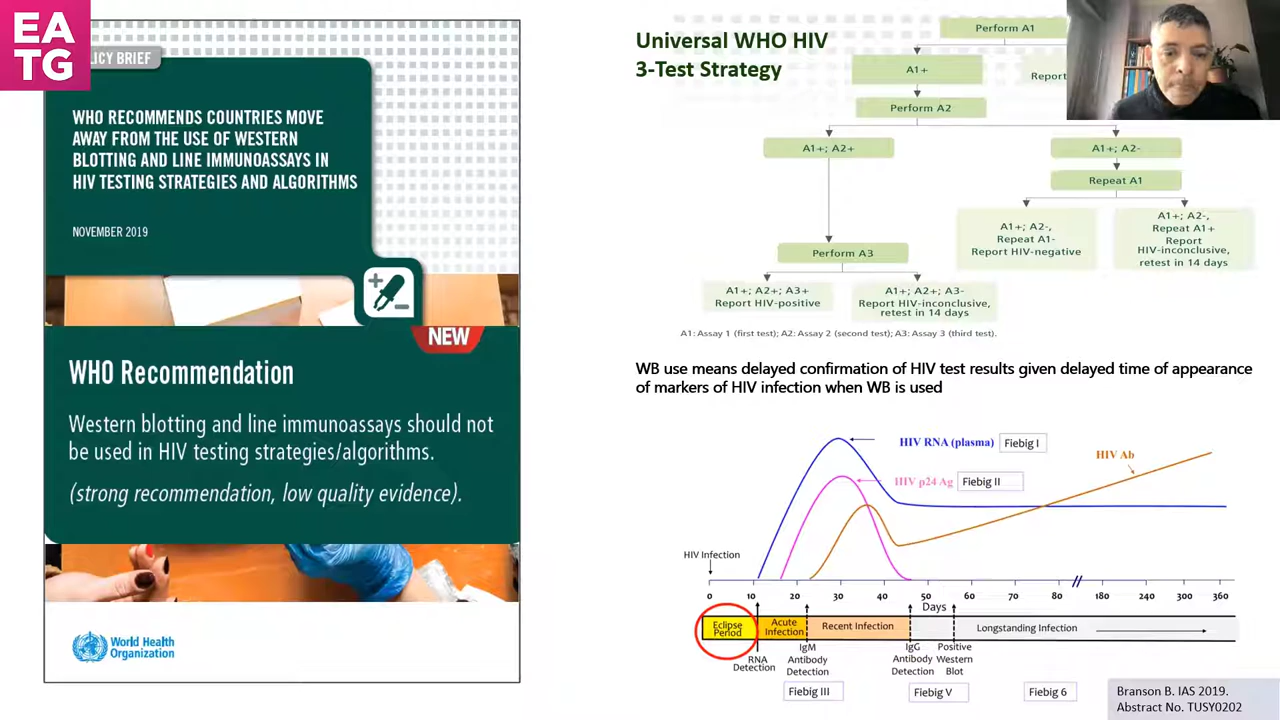 EA
TG
LICY BRIEF
WHO RECOMMENDS COUNTRIES MOVE
AWAY FROM THE USE OF WESTERN
BLOTTING AND LINE IMMUNOASSAYS IN
HIV TESTING STRATEGIES AND ALGORITHMS
NOVEMBER 2019
NEW
WHO Recommendation
Western blotting and line immunoassays should not
be used in HIV testing strategies/algorithms.
(strong recommendation, low quality evidence).
World Health
Organization
Universal WHO HIV
3-Test Strategy
Perform A1
A1+
Report
Perform A2
A1+; A2+
A1+; A2-
Repeat A1
A1+; A2-,
Repeat A1-
Report HIV-negative
A1+; A2-,
Repeat A1+
Report
HIV-inconclusive,
retest in 14 days
Perform A3
A1+; A2+; A3+
Report HIV-positive
A1+; A2+; A3-
Report HIV-inconclusive,
retest in 14 days
A1: Assay 1 (first test); A2: Assay 2 (second test); A3: Assay 3 (third test).
WB use means delayed confirmation of HIV test results given delayed time of appearance
of markers of HIV infection when WB is used
HIV RNA (plasma)
Fiebig I
HIV Ab
HIV p24 Ag
Fiebig II
HIV Infection
0 10 20 30 40 50 60 70 80 180 240 300 360
Days
Eclipse
Period
Acute
Infection
Recent Infection
Longstanding Infection
RNA
Detection
IgM
Antibody
Detection
IgG
Antibody
Detection
Positive
Western
Blot
Fiebig III
Fiebig V
Fiebig 6
Branson B. IAS 2019.
Abstract No. TUSY0202